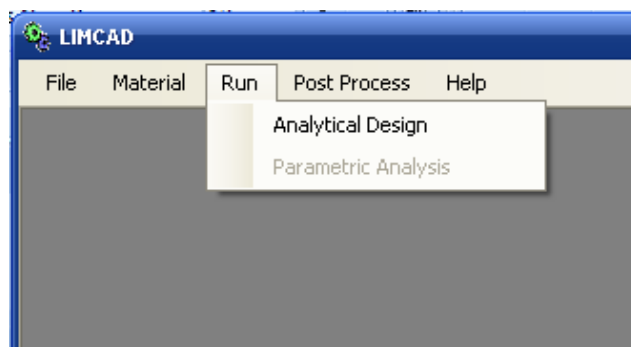 LIMCAD
File Material Run Post Process Help
Analytical Design
Parametric Analysis